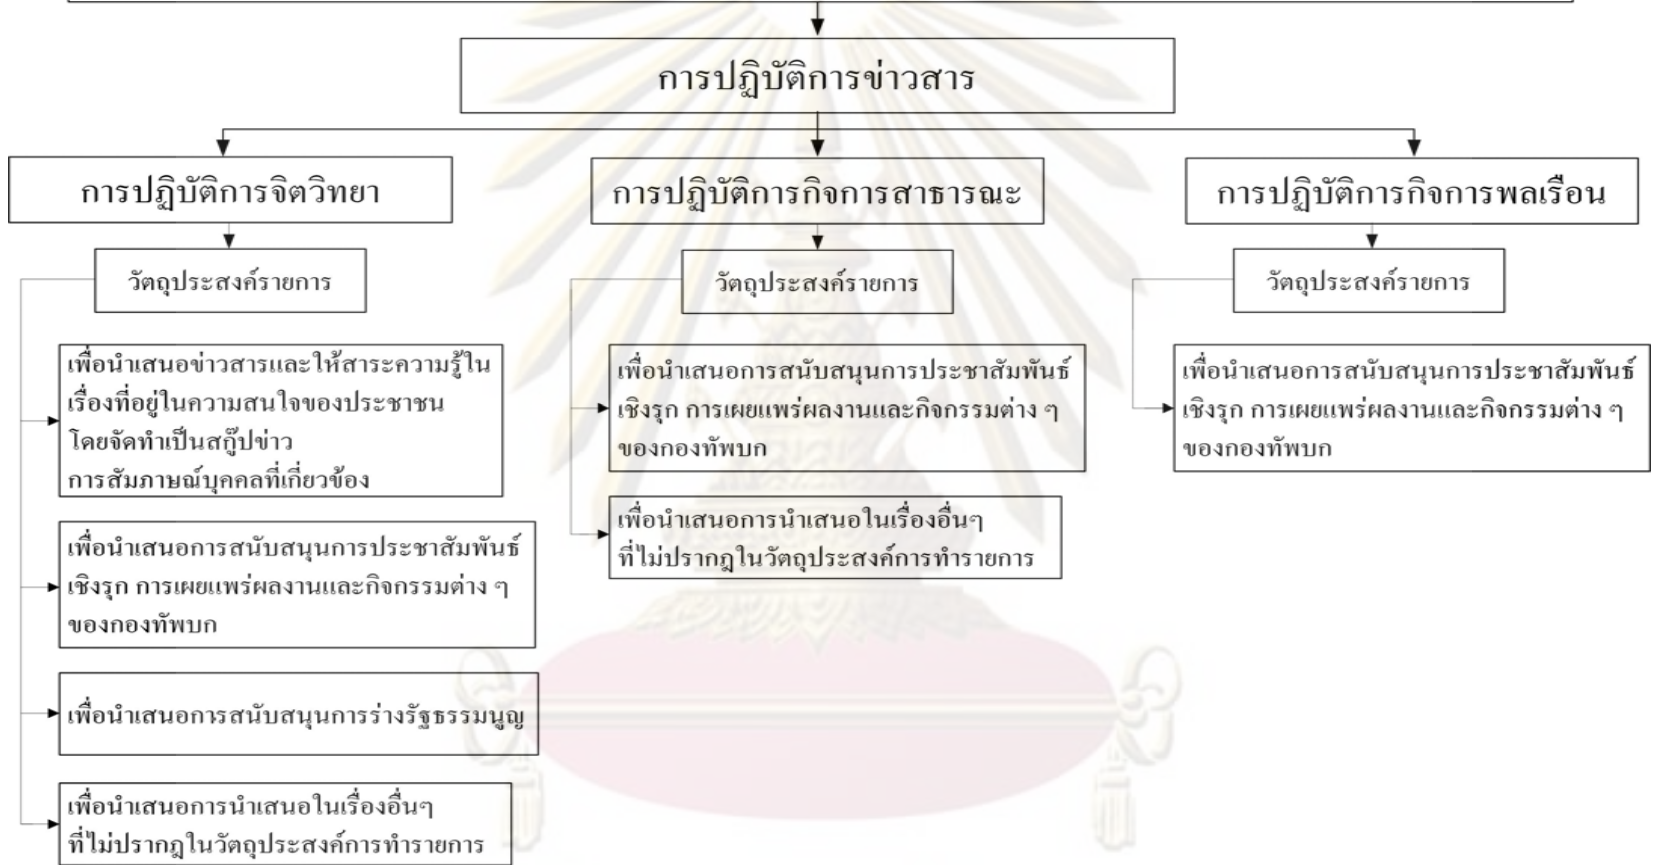 การปฏิบัติการข่าวสาร
การปฏิบัติการจิตวิทยา
วัตถุประสงค์รายการ
เพื่อนำเสนอข่าวสารและให้สาระความรู้ใน
เรื่องที่อยู่ในความสนใจของประชาชน
โดยจัดทำเป็นสกู๊ปข่าว
การสัมภาษณ์บุคคลที่เกี่ยวข้อง
เพื่อนำเสนอการสนับสนุนการประชาสัมพันธ์
เชิงรุก การเผยแพร่ผลงานและกิจกรรมต่าง ๆ
ของกองทัพบก
เพื่อนำเสนอการสนับสนุนการร่างรัฐธรรมนูญ
เพื่อนำเสนอการนำเสนอในเรื่องอื่นๆ
ที่ไม่ปรากฎในวัตถุประสงค์การทำรายการ
การปฏิบัติการกิจการสาธารณะ
วัตถุประสงค์รายการ
เพื่อนำเสนอการสนับสนุนการประชาสัมพันธ์
เชิงรุก การเผยแพร่ผลงานและกิจกรรมต่าง ๆ
ของกองทัพบก
เพื่อนำเสนอการนำเสนอในเรื่องอื่นๆ
ที่ไม่ปรากฎในวัตถุประสงค์การทำรายการ
การปฏิบัติการกิจการพลเรือน
วัตถุประสงค์รายการ
เพื่อนำเสนอการสนับสนุนการประชาสัมพันธ์
เชิงรุก การเผยแพร่ผลงานและกิจกรรมต่าง ๆ
ของกองทัพบก